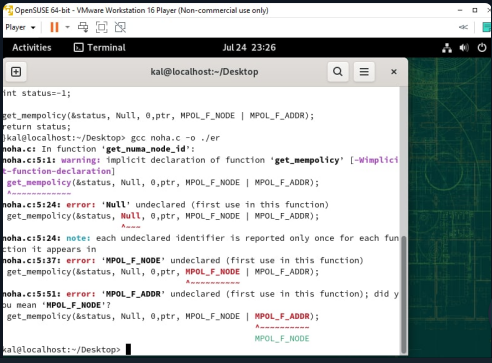 OpenSUSE 64-bit - VMware Workstation 16 Player (Non-commercial use only)
Player
Activities Terminal Jul 24 23:26
kal@localhost:~/Desktop
int status=-1;
get_mempolicy(&status, Null, 0,ptr, MPOL_F_NODE | MPOL_F_ADDR);
return status;
}kal@localhost:~/Desktop> gcc noha.c -o ./er
noha.c: In function 'get_numa_node_id':
noha.c:5:1: warning: implicit declaration of function 'get_mempolicy' [-Wimplici
t-function-declaration]
get_mempolicy(&status, Null, 0,ptr, MPOL_F_NODE | MPOL_F_ADDR);
^~~~~~~~~~~~~
noha.c:5:24: error: 'Null' undeclared (first use in this function)
get_mempolicy(&status, Null, 0,ptr, MPOL_F_NODE | MPOL_F_ADDR);
^~~~
noha.c:5:24: note: each undeclared identifier is reported only once for each fun
ction it appears in
noha.c:5:37: error: 'MPOL_F_NODE' undeclared (first use in this function)
get_mempolicy(&status, Null, 0,ptr, MPOL_F_NODE | MPOL_F_ADDR);
^~~~~~~~~~~
noha.c:5:51: error: 'MPOL_F_ADDR' undeclared (first use in this function); did y
ou mean 'MPOL_F_NODE'?
get_mempolicy(&status, Null, 0,ptr, MPOL_F_NODE | MPOL_F_ADDR);
^~~~~~~~~~~
MPOL_F_NODE
kal@localhost:~/Desktop>